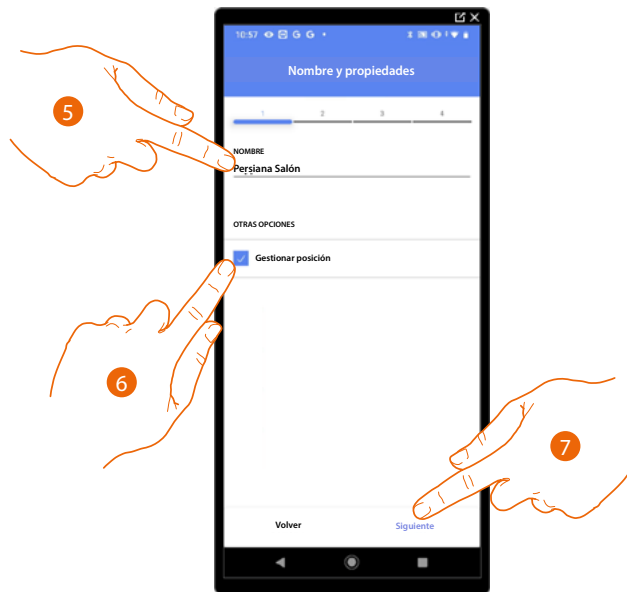 10:57 G G
Nombre y propiedades
1 2 3 4
NOMBRE
Persiana Salón
OTRAS OPCIONES
Gestionar posición
Volver Siguiente
5
6
7